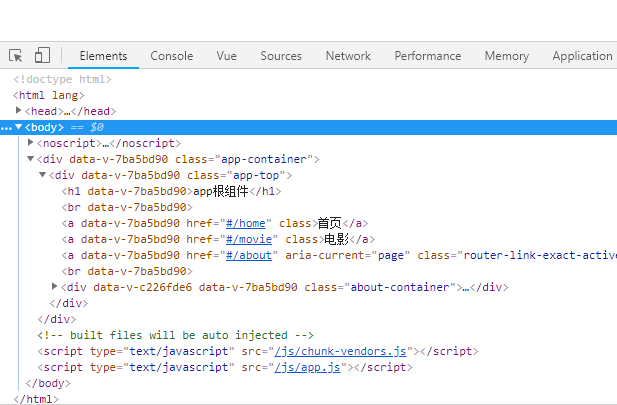 Elements Console Vue Sources Network Performance Memory Application
<!doctype html>
<html lang>
<head>…</head>
… <body> == $0
<noscript>…</noscript>
<div data-v-7ba5bd90 class="app-container">
<div data-v-7ba5bd90 class="app-top">
<h1 data-v-7ba5bd90>app根组件</h1>
<br data-v-7ba5bd90>
<a data-v-7ba5bd90 href="#/home" class>首页</a>
<a data-v-7ba5bd90 href="#/movie" class>电影</a>
<a data-v-7ba5bd90 href="#/about" aria-current="page" class="router-link-exact-active
<br data-v-7ba5bd90>
<div data-v-c226fde6 data-v-7ba5bd90 class="about-container">…</div>
</div>
</div>
<!-- built files will be auto injected -->
<script type="text/javascript" src="/js/chunk-vendors.js"></script>
<script type="text/javascript" src="/js/app.js"></script>
</body>
</html>